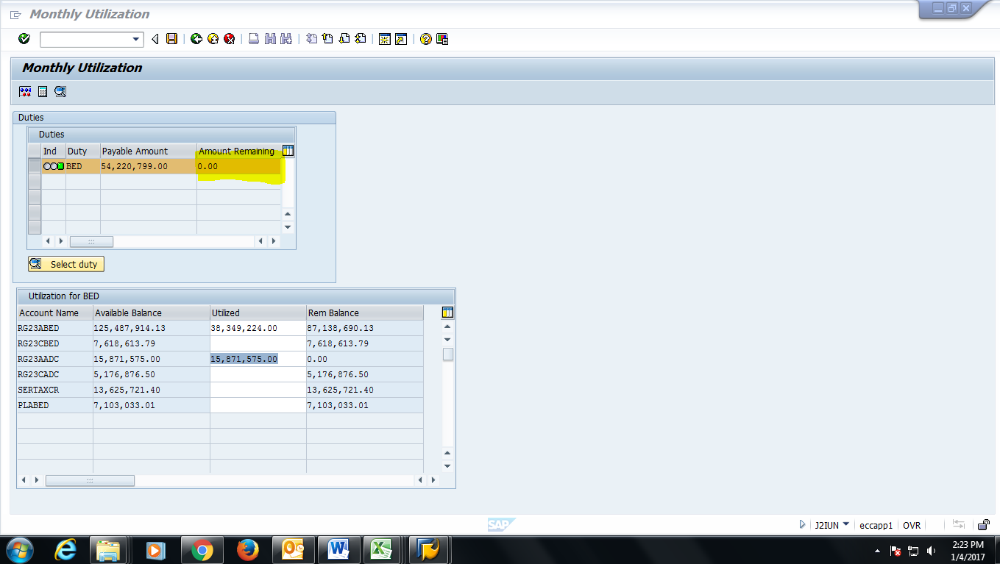 Monthly Utilization
Monthly Utilization
Duties
Duties
Ind Duty Payable Amount Amount Remaining
BED 54,220,799.00 0.00
Select duty
Utilization for BED
Account Name Available Balance Utilized Rem Balance
RG23ABED 125,487,914.13 38,349,224.00 87,138,690.13
RG23CBED 7,618,613.79 7,618,613.79
RG23AADC 15,871,575.00 15,871,575.00 0.00
RG23CADC 5,176,876.50 5,176,876.50
SERTAXCR 13,625,721.40 13,625,721.40
PLABED 7,103,033.01 7,103,033.01
SAP J2IUN eccapp1 OVR
2:23 PM
1/4/2017